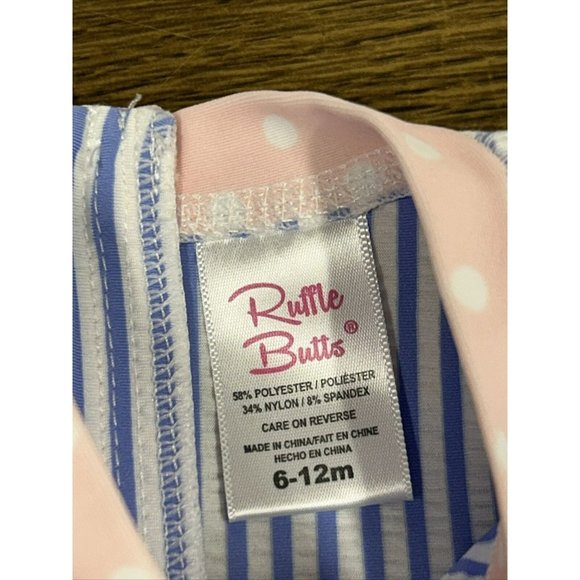 Ruffle
Butts®
58% POLYESTER / POLIÉSTER
34% NYLON / 8% SPANDEX
CARE ON REVERSE
MADE IN CHINA/FAIT EN CHINE
HECHO EN CHINA
6-12m